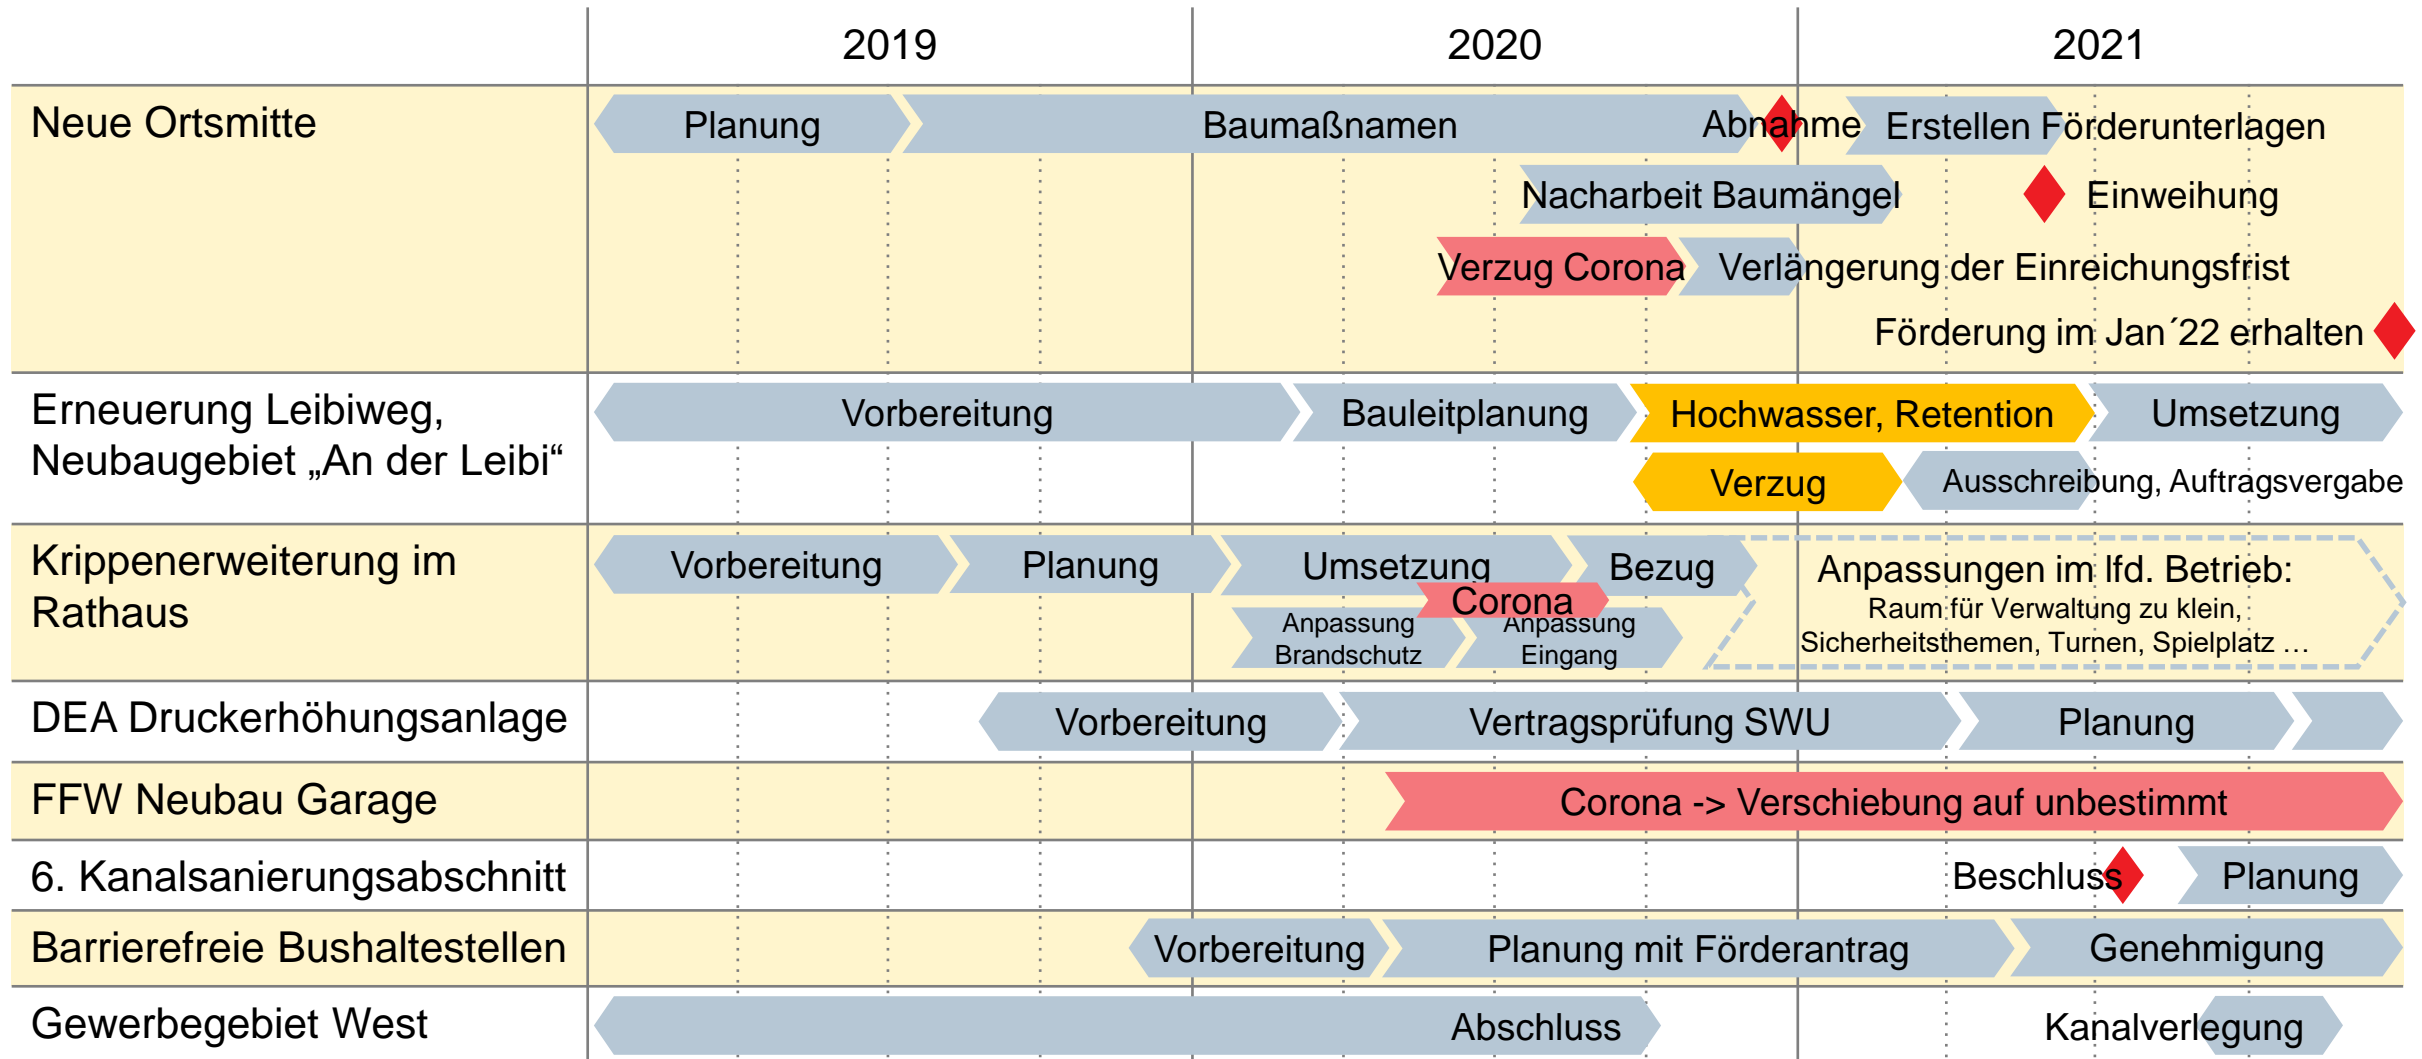 2019 2020 2021
Neue Ortsmitte
Planung
Baumaßnamen
Abnahme
Erstellen Förderunterlagen
Nacharbeit Baumängel
Einweihung
Verzug Corona
Verlängerung der Einreichungsfrist
Förderung im Jan´22 erhalten
Erneuerung Leibiweg,
Neubaugebiet „An der Leibi“
Vorbereitung
Bauleitplanung
Hochwasser, Retention
Umsetzung
Verzug
Ausschreibung, Auftragsvergabe
Krippenerweiterung im
Rathaus
Vorbereitung
Planung
Umsetzung
Bezug
Corona
Anpassung
Brandschutz
Anpassung
Eingang
Anpassungen im lfd. Betrieb:
Raum für Verwaltung zu klein,
Sicherheitsthemen, Turnen, Spielplatz …
DEA Druckerhöhungsanlage
Vorbereitung
Vertragsprüfung SWU
Planung
FFW Neubau Garage
Corona -> Verschiebung auf unbestimmt
6. Kanalsanierungsabschnitt
Beschluss
Planung
Barrierefreie Bushaltestellen
Vorbereitung
Planung mit Förderantrag
Genehmigung
Gewerbegebiet West
Abschluss
Kanalverlegung